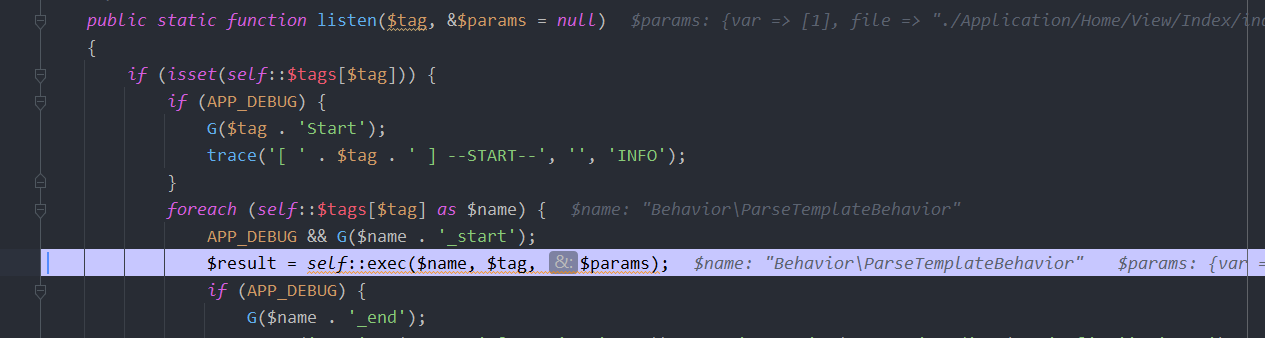 public static function listen($tag, &$params = null)  $params: {var => [1], file => "./Application/Home/View/Index/in
{
if (isset(self::$tags[$tag])) {
if (APP_DEBUG) {
G($tag . 'Start');
trace('[ ' . $tag . ' ] --START--', '', 'INFO');
}
foreach (self::$tags[$tag] as $name) {  $name: "Behavior\ParseTemplateBehavior"
APP_DEBUG && G($name . '_start');
$result = self::exec($name, $tag, &: $params);  $name: "Behavior\ParseTemplateBehavior"  $params: {var =
if (APP_DEBUG) {
G($name . '_end');